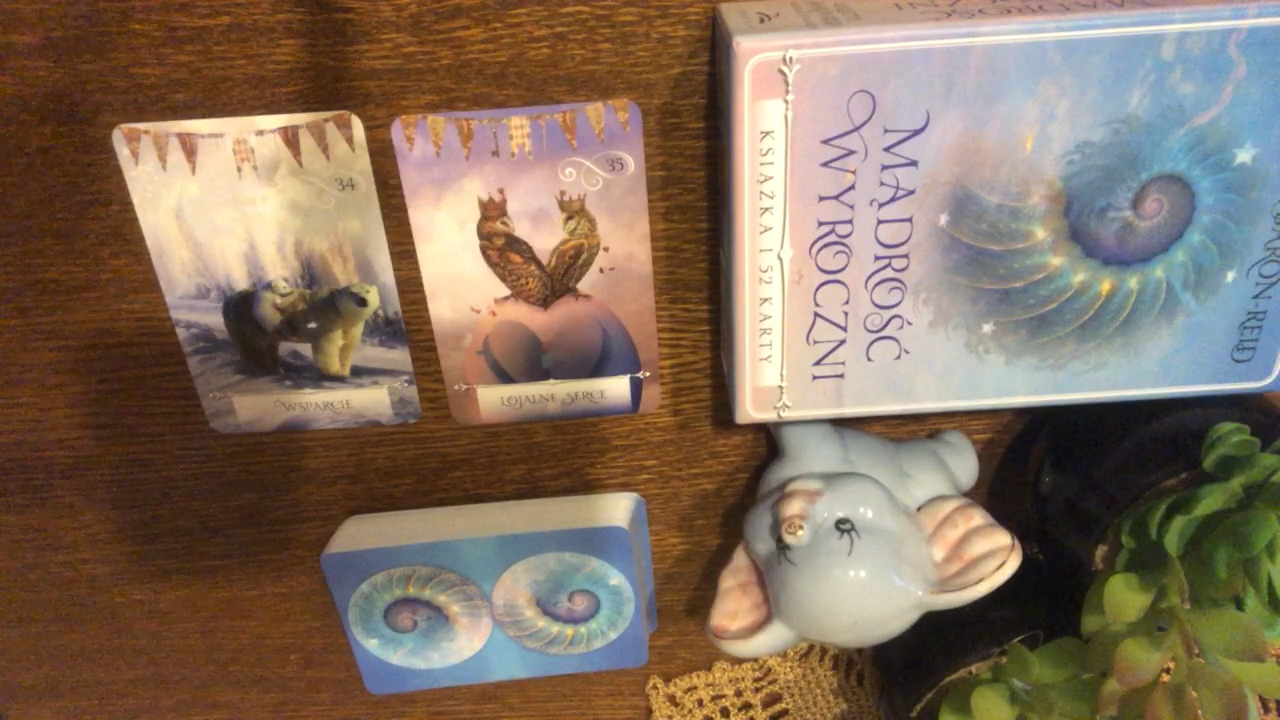 34
WSPARCIE
35
LOJALNE SERCE
MĄDROŚĆ
WYROCZNI
KSIĄŻKA I 52 KARTY